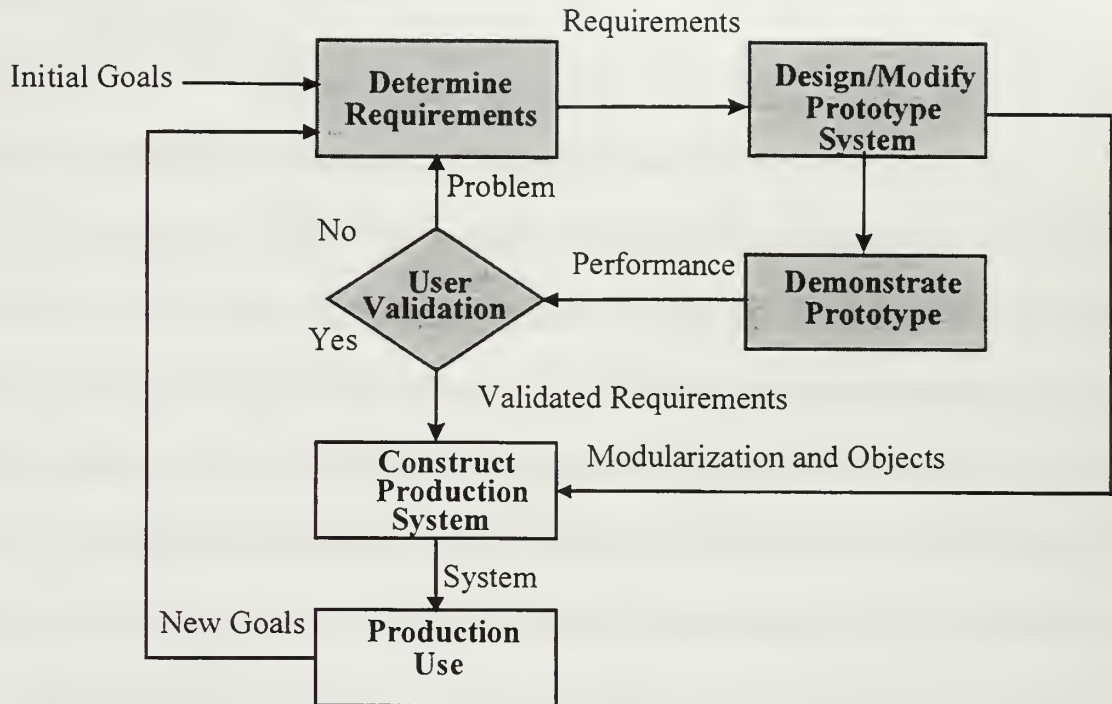 Requirements
Initial Goals
Determine
Requirements
Design/Modify
Prototype
System
Problem
No
User
Validation
Performance
Demonstrate
Prototype
Yes
Validated Requirements
Construct
Production
System
Modularization and Objects
System
New Goals
Production
Use